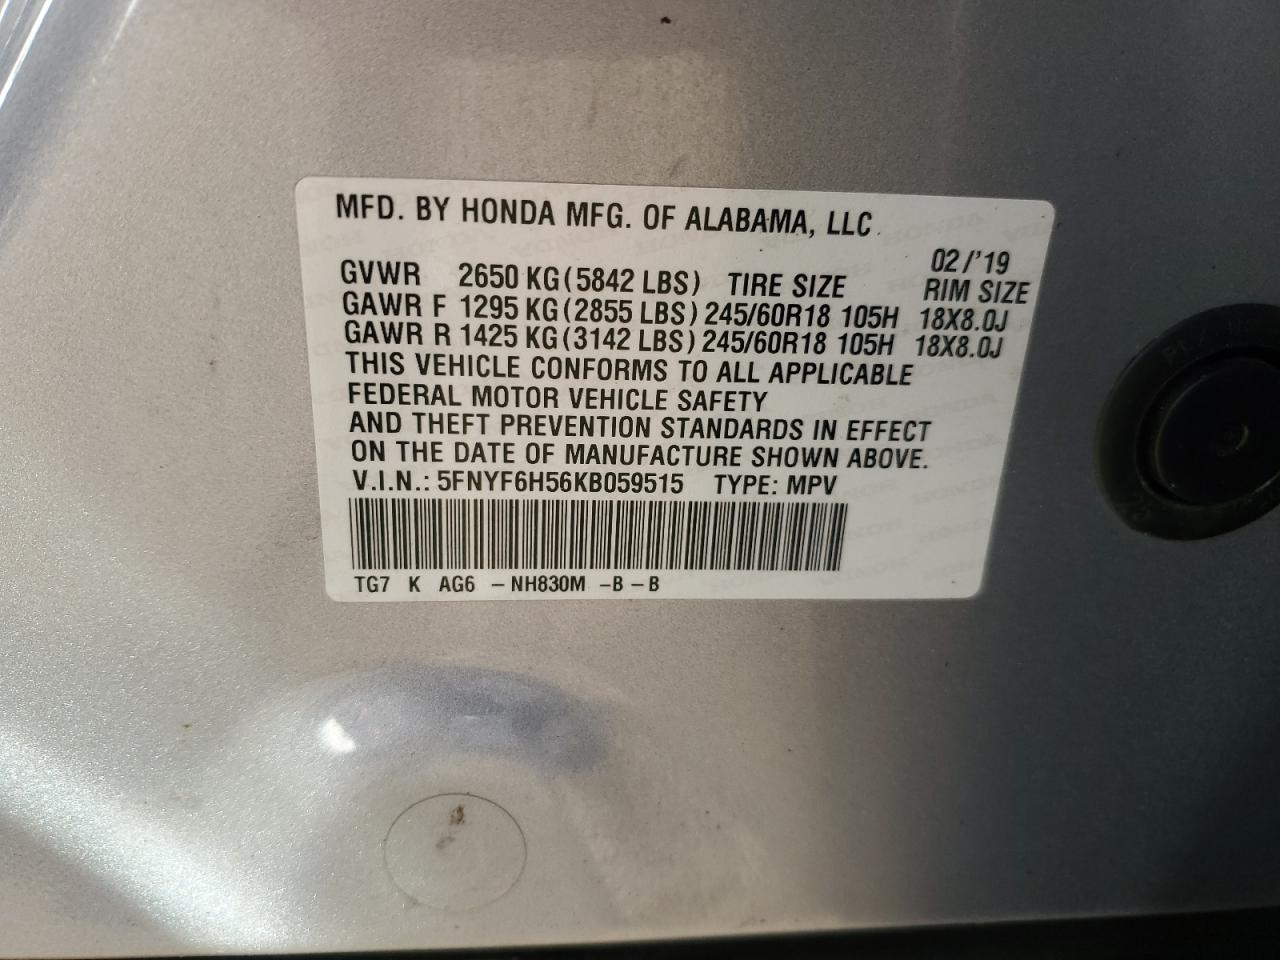 MFD. BY HONDA MFG. OF ALABAMA, LLC.
02/'19
GVWR 2650 KG(5842 LBS) TIRE SIZE RIM SIZE
GAWR F 1295 KG(2855 LBS) 245/60R18 105H 18X8.0J
GAWR R 1425 KG(3142 LBS) 245/60R18 105H 18X8.0J
THIS VEHICLE CONFORMS TO ALL APPLICABLE
FEDERAL MOTOR VEHICLE SAFETY
AND THEFT PREVENTION STANDARDS IN EFFECT
ON THE DATE OF MANUFACTURE SHOWN ABOVE.
V.I.N.: 5FNYF6H56KB059515 TYPE: MPV
TG7 K AG6 -NH830M -B-B